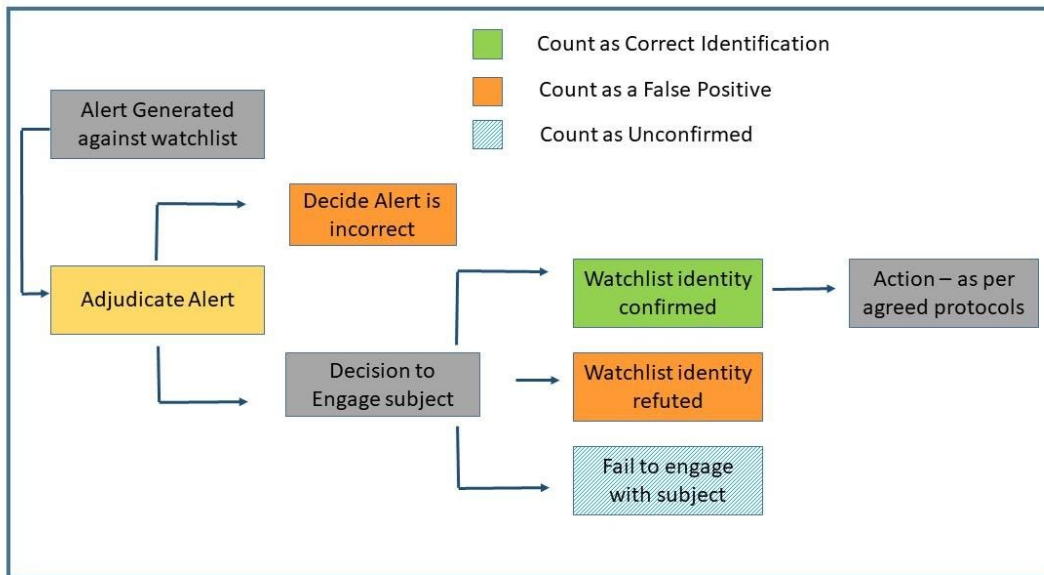 Count as Correct Identification
Count as a False Positive
Count as Unconfirmed
Alert Generated
against watchlist
Decide Alert is
incorrect
Adjudicate Alert
Watchlist identity
confirmed
Action – as per
agreed protocols
Decision to
Engage subject
Watchlist identity
refuted
Fail to engage
with subject